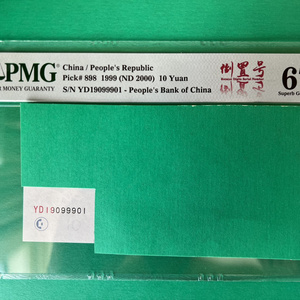 PMG
MONEY GUARANTY
China / People's Republic
Pick# 898 1999 (ND 2000) 10 Yuan
S/N YD19099901 - People's Bank of China
倒置号
Superb G
YD19099901